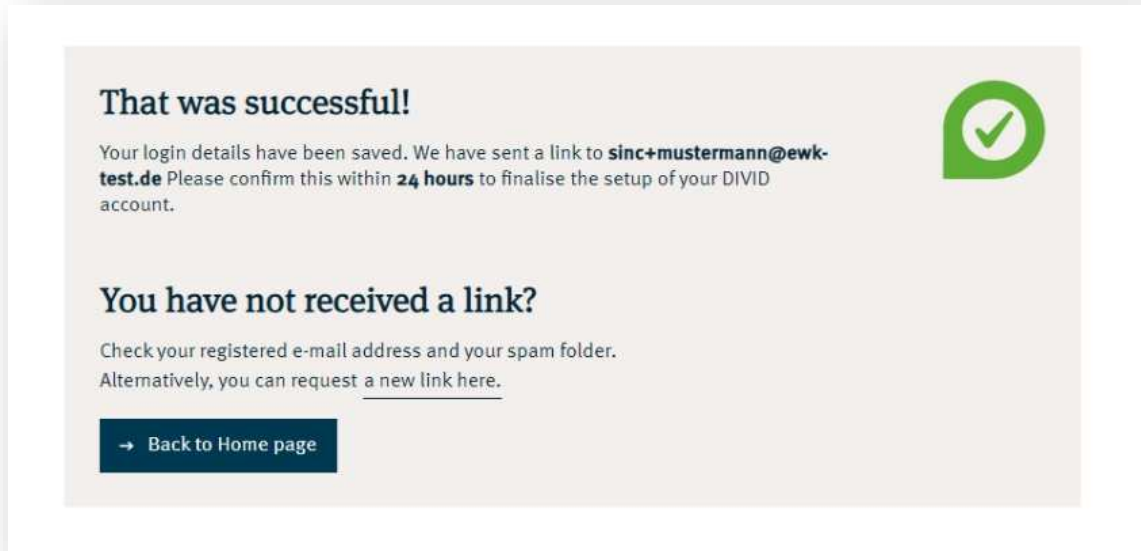 That was successful!
Your login details have been saved. We have sent a link to sinc+mustermann@ewk-
test.de Please confirm this within 24 hours to finalise the setup of your DIVID
account.
You have not received a link?
Check your registered e-mail address and your spam folder.
Alternatively, you can request a new link here.
→ Back to Home page